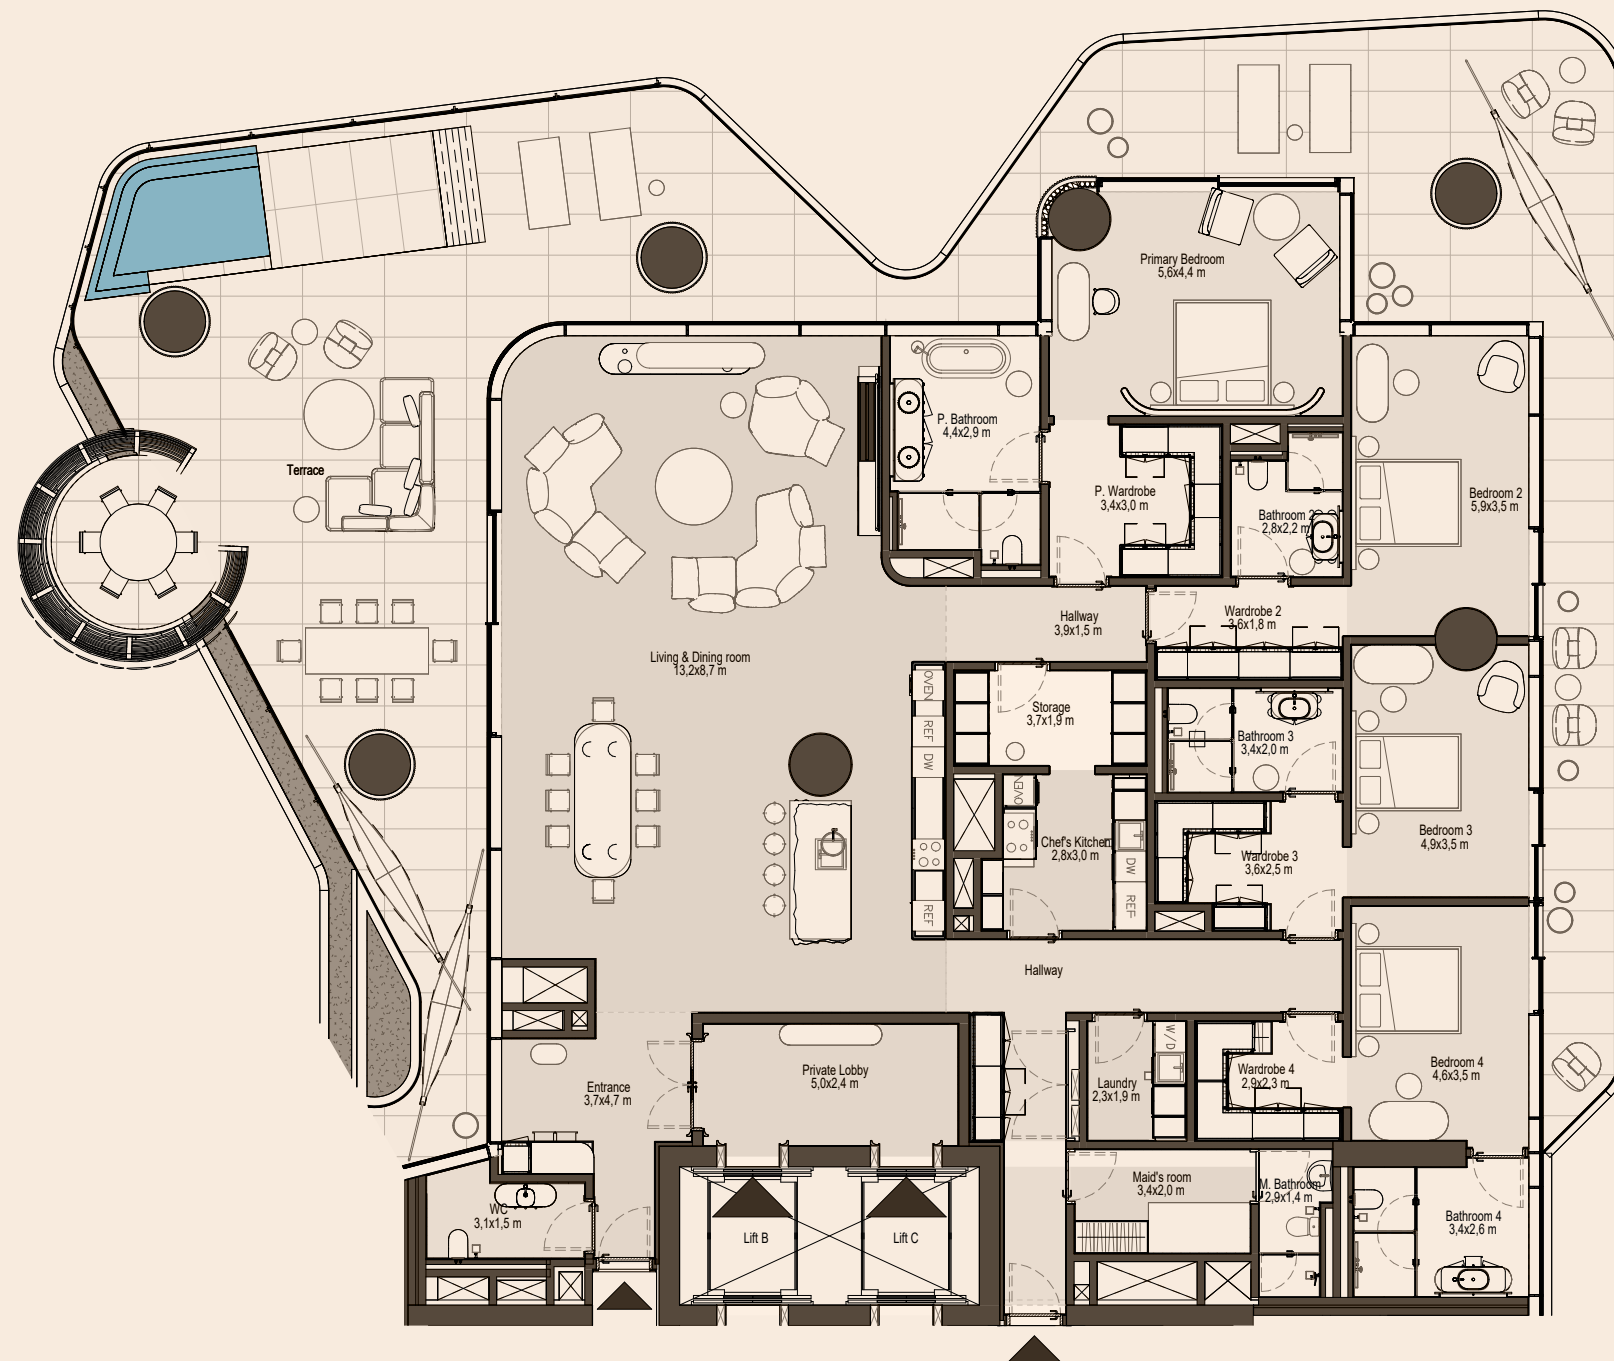 Primary Bedroom
5,6x4,4 m
P. Bathroom
4,4x2,9 m
Terrace
P. Wardrobe
3,4x3,0 m
Bathroom 2
2,8x2,2 m
Bedroom 2
5,9x3,5 m
Hallway
3,9x1,5 m
Wardrobe 2
3,6x1,8 m
Living & Dining room
13,2x8,7 m
OVEN
REF
DW
REF
Storage
3,7x1,9 m
Bathroom 3
3,4x2,0 m
OVEN
Chef's Kitchen
2,8x3,0 m
DW
REF
Wardrobe 3
3,6x2,5 m
Bedroom 3
4,9x3,5 m
Hallway
Entrance
3,7x4,7 m
Private Lobby
5,0x2,4 m
W/D
Laundry
2,3x1,9 m
Wardrobe 4
2,9x2,3 m
Bedroom 4
4,6x3,5 m
WC
3,1x1,5 m
Lift B
Lift C
Maid's room
3,4x2,0 m
M. Bathroom
2,9x1,4 m
Bathroom 4
3,4x2,6 m